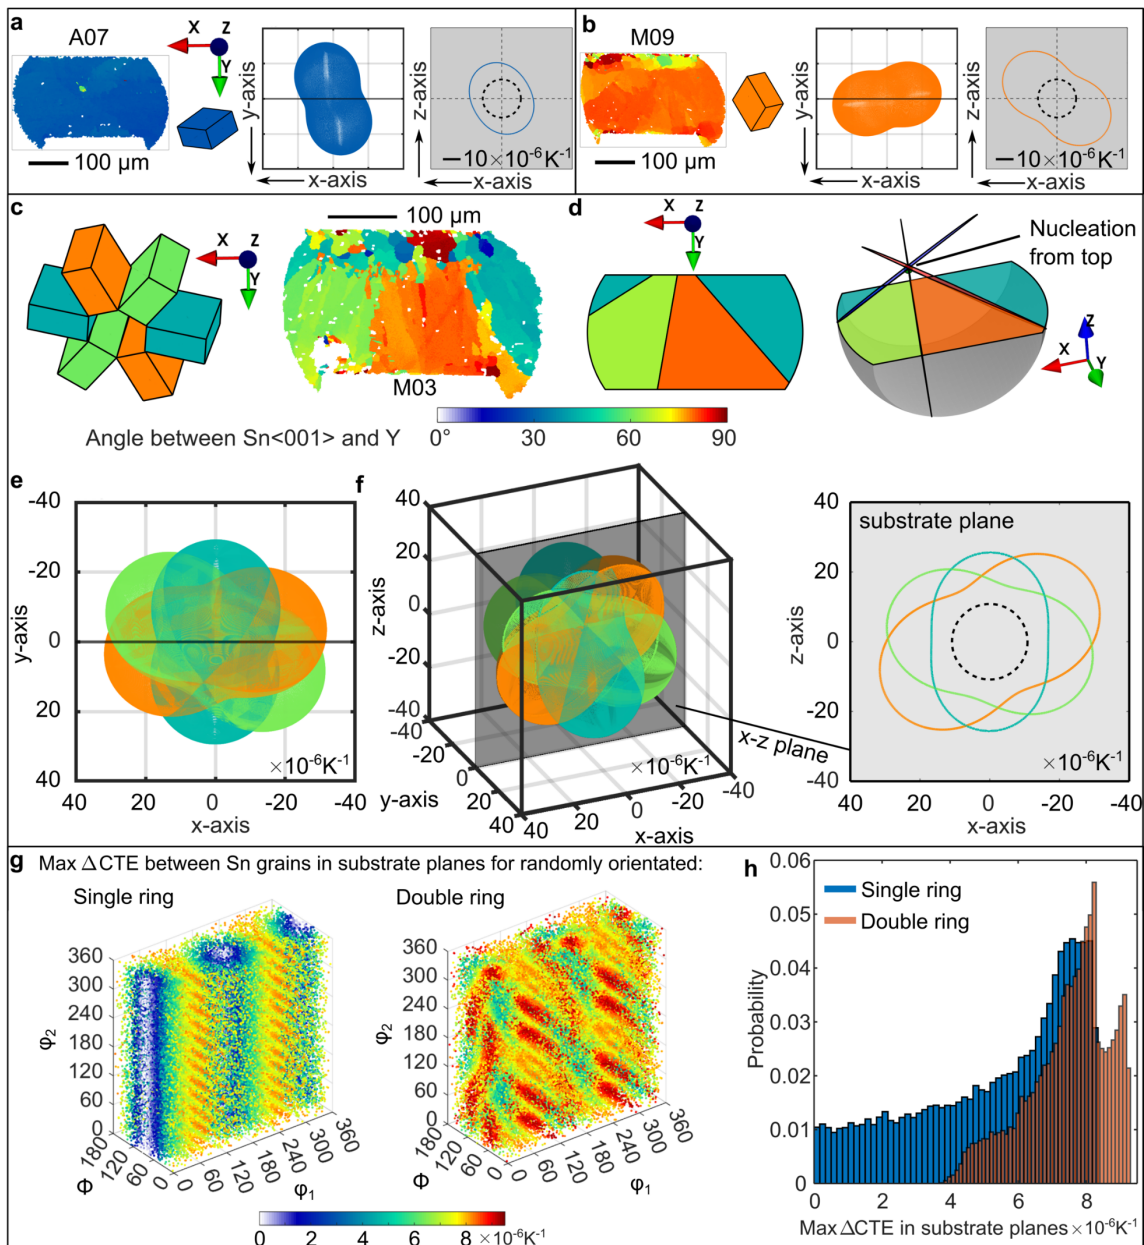 a
A07
X
Z
Y
100 µm
y-axis
x-axis
z-axis
10×10⁻⁶K⁻¹
x-axis
b
M09
100 µm
y-axis
x-axis
z-axis
10×10⁻⁶K⁻¹
x-axis
c
X
Z
Y
100 µm
M03
d
X
Z
Y
Nucleation
from top
Z
X
Y
Angle between Sn<001> and Y
0° 30 60 90
e
-40
-20
0
20
40
y-axis
×10⁻⁶K⁻¹
40 20 0 -20 -40
x-axis
f
40
20
0
-20
-40
z-axis
-40
-20
0
20
40
y-axis
×10⁻⁶K⁻¹
40 20 0 -20 -40
x-axis
x-z plane
substrate plane
40
20
0
-20
-40
z-axis
×10⁻⁶K⁻¹
40 20 0 -20 -40
x-axis
g Max ΔCTE between Sn grains in substrate planes for randomly orientated:
Single ring
360
300
240
180
120
60
0
φ₂
180
120
60
0
Φ
0 60 120 180 240 300 360
φ₁
Double ring
360
300
240
180
120
60
0
φ₂
180
120
60
0
Φ
0 60 120 180 240 300 360
φ₁
0 2 4 6 8 ×10⁻⁶K⁻¹
h
0.06
0.05
0.04
0.03
0.02
0.01
0
Probability
Single ring
Double ring
0 2 4 6 8
Max ΔCTE in substrate planes ×10⁻⁶K⁻¹